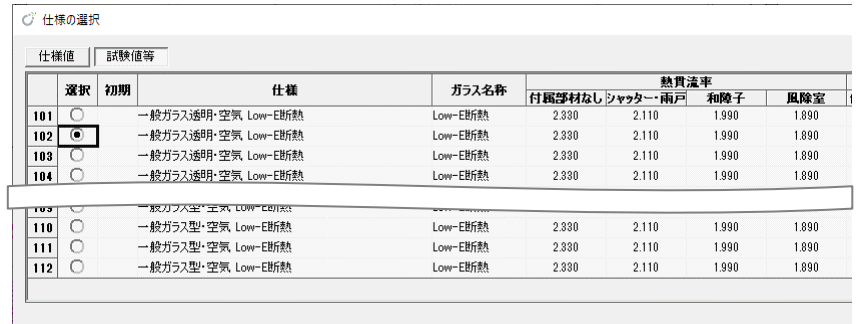 仕様の選択
仕様値 試験値等
選択 初期 仕様 ガラス名称 熱貫流率
付属部材なし シャッター・雨戸 和障子 風除室
101 一般ガラス透明・空気 Low-E断熱 Low-E断熱 2.330 2.110 1.990 1.890
102 一般ガラス透明・空気 Low-E断熱 Low-E断熱 2.330 2.110 1.990 1.890
103 一般ガラス透明・空気 Low-E断熱 Low-E断熱 2.330 2.110 1.990 1.890
104 一般ガラス透明・空気 Low-E断熱 Low-E断熱 2.330 2.110 1.990 1.890
110 一般ガラス型・空気 Low-E断熱 Low-E断熱 2.330 2.110 1.990 1.890
111 一般ガラス型・空気 Low-E断熱 Low-E断熱 2.330 2.110 1.990 1.890
112 一般ガラス型・空気 Low-E断熱 Low-E断熱 2.330 2.110 1.990 1.890